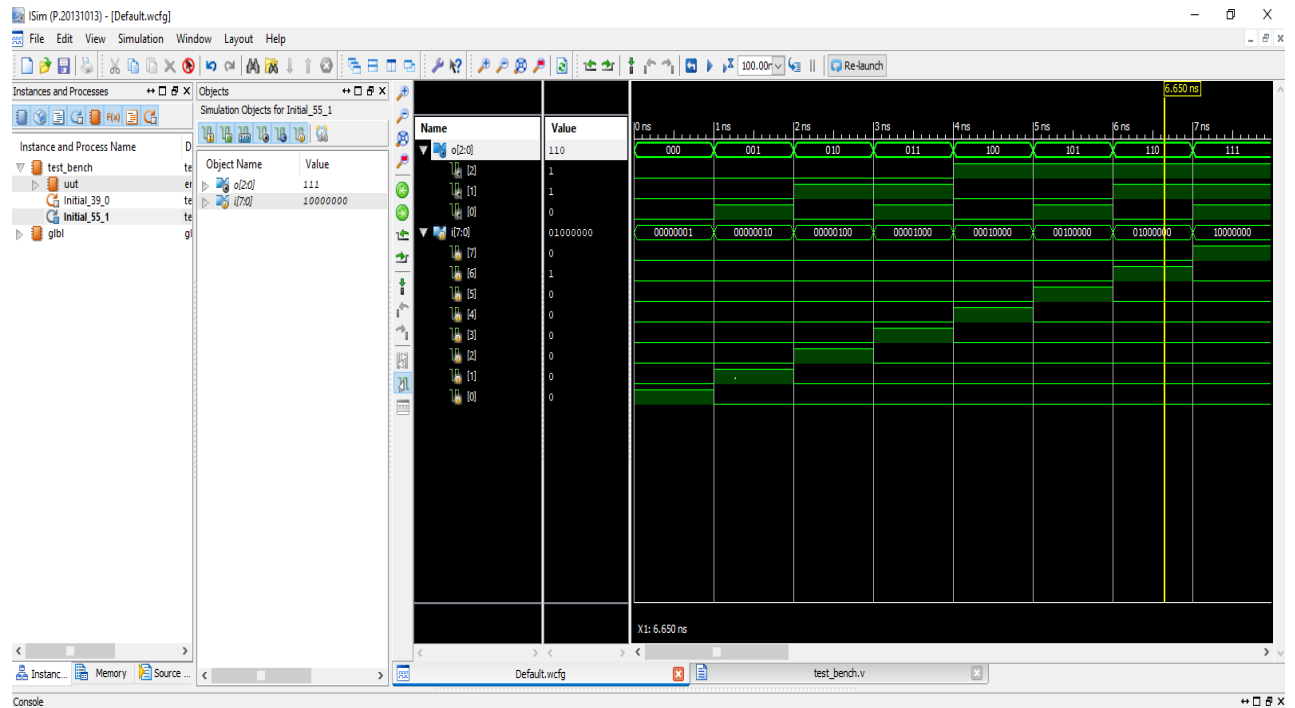 ISim (P.20131013) - [Default.wcfg]
File Edit View Simulation Window Layout Help
100.00r Re-launch
Instances and Processes
Instance and Process Name D
test_bench te
uut er
Initial_39_0 te
Initial_55_1 te
glbl gl
Objects
Simulation Objects for Initial_55_1
Object Name Value
o[2:0] 111
i[7:0] 10000000
6.650 ns
Name Value 0 ns 1 ns 2 ns 3 ns 4 ns 5 ns 6 ns 7 ns
o[2:0] 110 000 001 010 011 100 101 110 111
[2] 1
[1] 1
[0] 0
i[7:0] 01000000 00000001 00000010 00000100 00001000 00010000 00100000 01000000 10000000
[7] 0
[6] 1
[5] 0
[4] 0
[3] 0
[2] 0
[1] 0
[0] 0
X1: 6.650 ns
Instanc... Memory Source ...
Default.wcfg test_bench.v
Console